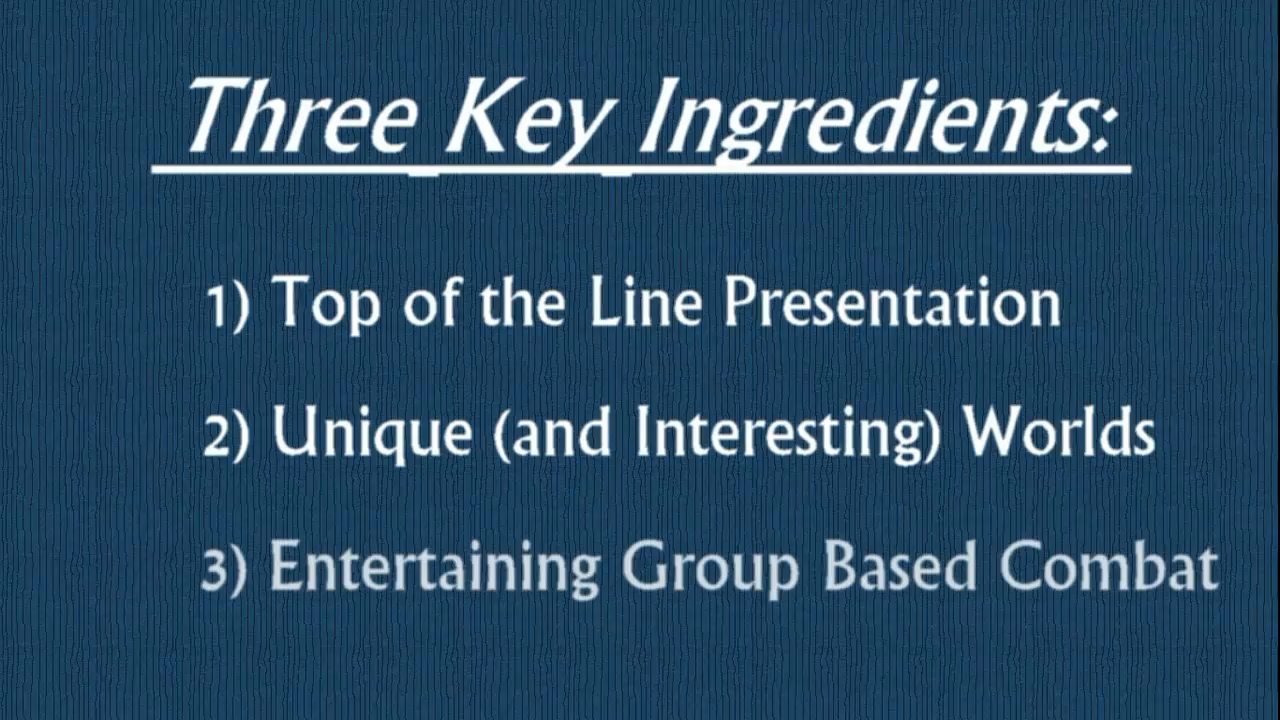 Three Key Ingredients:
1) Top of the Line Presentation
2) Unique (and Interesting) Worlds
3) Entertaining Group Based Combat